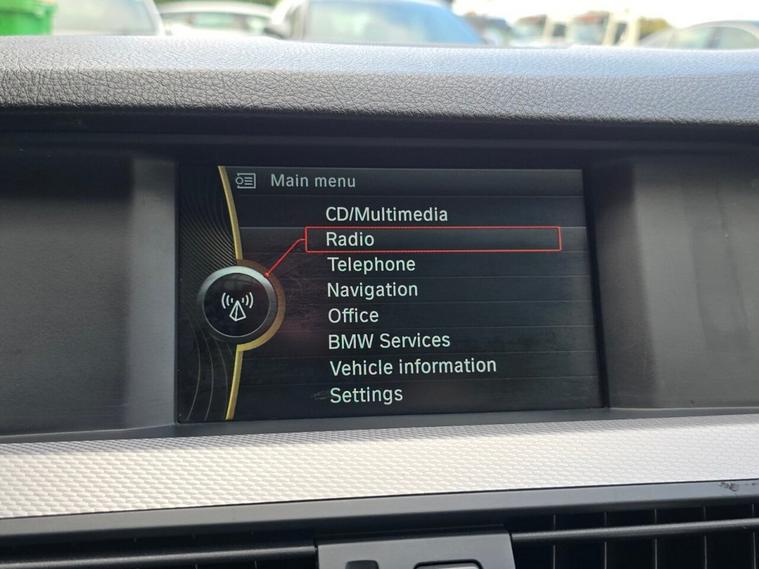 Main menu
CD/Multimedia
Radio
Telephone
Navigation
Office
BMW Services
Vehicle information
Settings